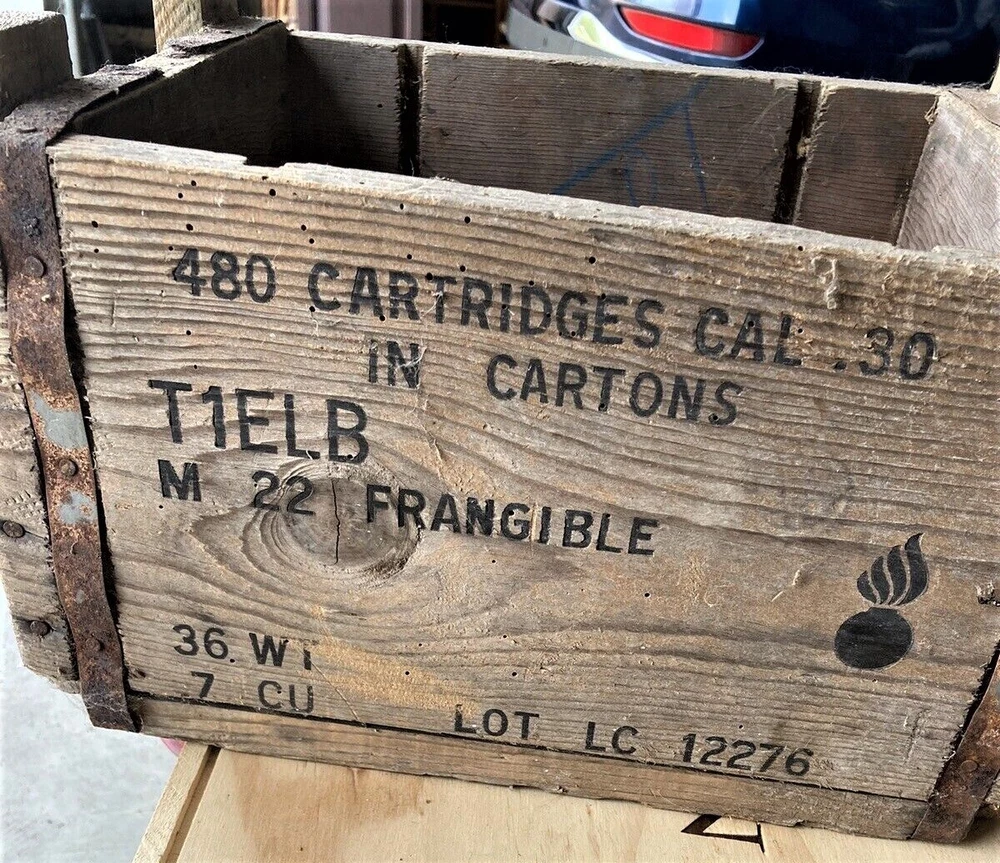 480 CARTRIDGES CAL .30
IN CARTONS
T1ELB
M 22 FRANGIBLE
36 WT
7 CU
LOT LC 12276